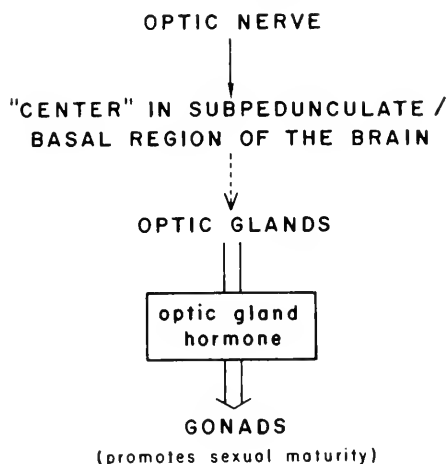 OPTIC NERVE
"CENTER" IN SUBPEDUNCULATE/
BASAL REGION OF THE BRAIN
OPTIC GLANDS
optic gland
hormone
GONADS
(promotes sexual maturity)